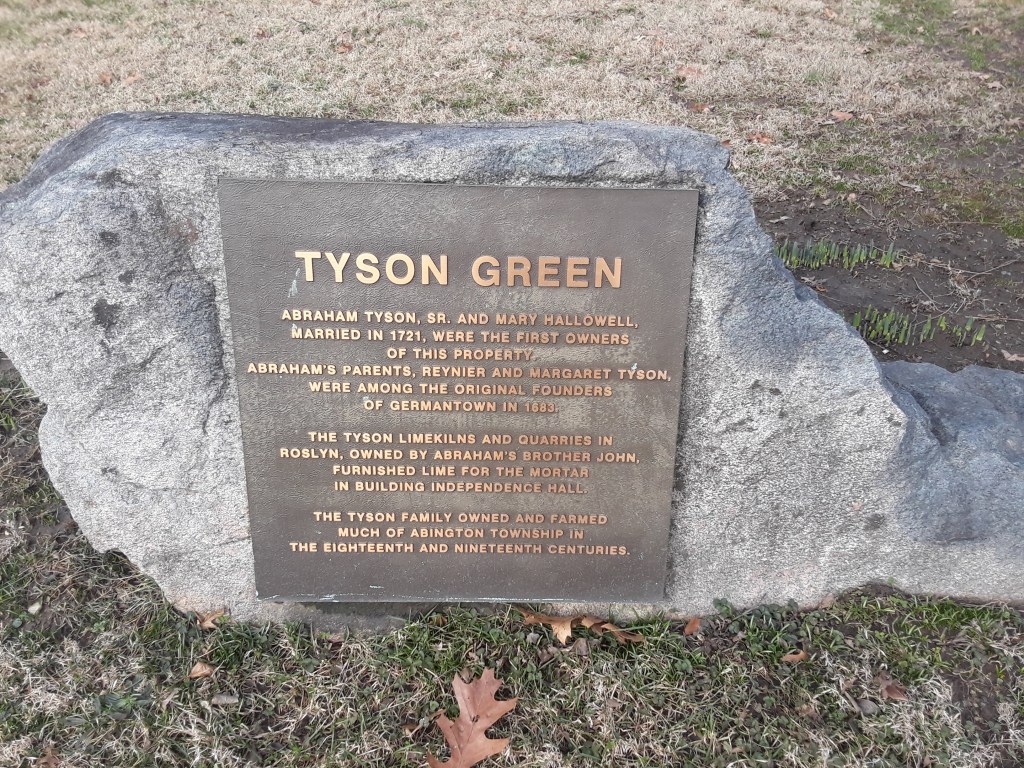 TYSON GREEN
ABRAHAM TYSON, SR. AND MARY HALLOWELL,
MARRIED IN 1721, WERE THE FIRST OWNERS
OF THIS PROPERTY.
ABRAHAM'S PARENTS, REYNIER AND MARGARET TYSON,
WERE AMONG THE ORIGINAL FOUNDERS
OF GERMANTOWN IN 1683.
THE TYSON LIMEKILNS AND QUARRIES IN
ROSLYN, OWNED BY ABRAHAM'S BROTHER JOHN,
FURNISHED LIME FOR THE MORTAR
IN BUILDING INDEPENDENCE HALL.
THE TYSON FAMILY OWNED AND FARMED
MUCH OF ABINGTON TOWNSHIP IN
THE EIGHTEENTH AND NINETEENTH CENTURIES.